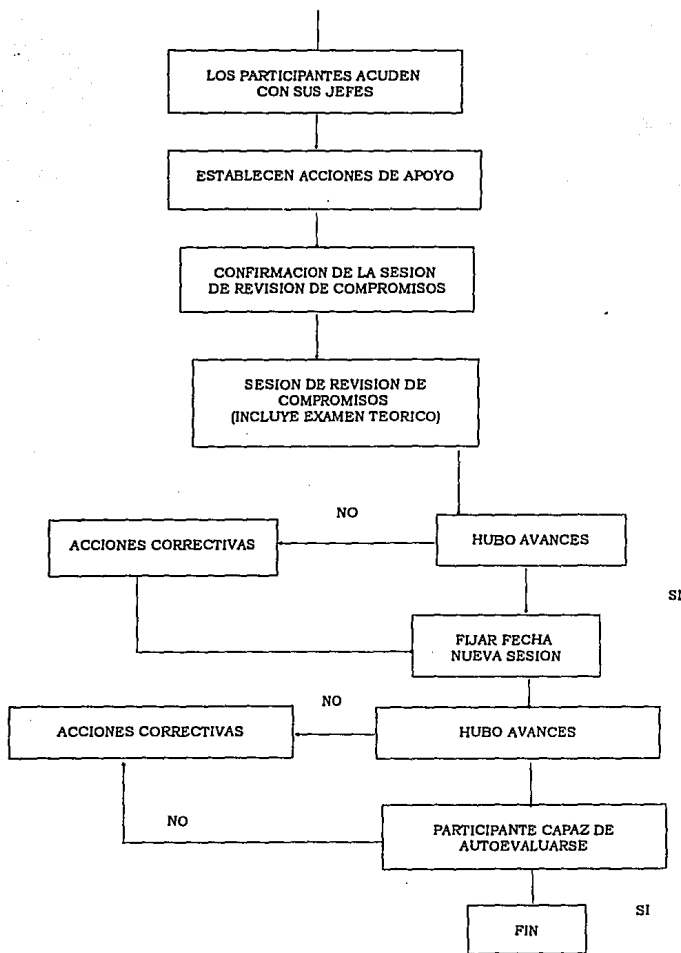 LOS PARTICIPANTES ACUDEN
CON SUS JEFES
ESTABLECEN ACCIONES DE APOYO
CONFIRMACION DE LA SESION
DE REVISION DE COMPROMISOS
SESION DE REVISION DE
COMPROMISOS
(INCLUYE EXAMEN TEORICO)
NO
ACCIONES CORRECTIVAS
HUBO AVANCES
SI
FIJAR FECHA
NUEVA SESION
NO
ACCIONES CORRECTIVAS
HUBO AVANCES
NO
PARTICIPANTE CAPAZ DE
AUTOEVALUARSE
SI
FIN